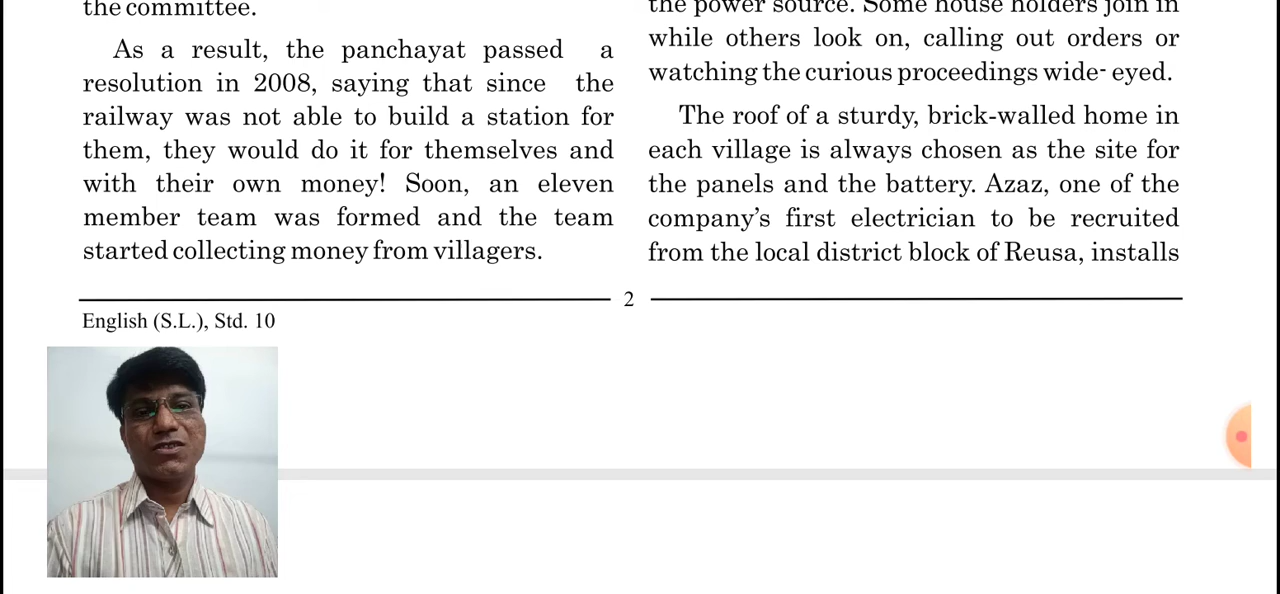 the committee.
As a result, the panchayat passed a
resolution in 2008, saying that since the
railway was not able to build a station for
them, they would do it for themselves and
with their own money! Soon, an eleven
member team was formed and the team
started collecting money from villagers.
the power source. Some house holders join in
while others look on, calling out orders or
watching the curious proceedings wide- eyed.
The roof of a sturdy, brick-walled home in
each village is always chosen as the site for
the panels and the battery. Azaz, one of the
company’s first electrician to be recruited
from the local district block of Reusa, installs
2
English (S.L.), Std. 10